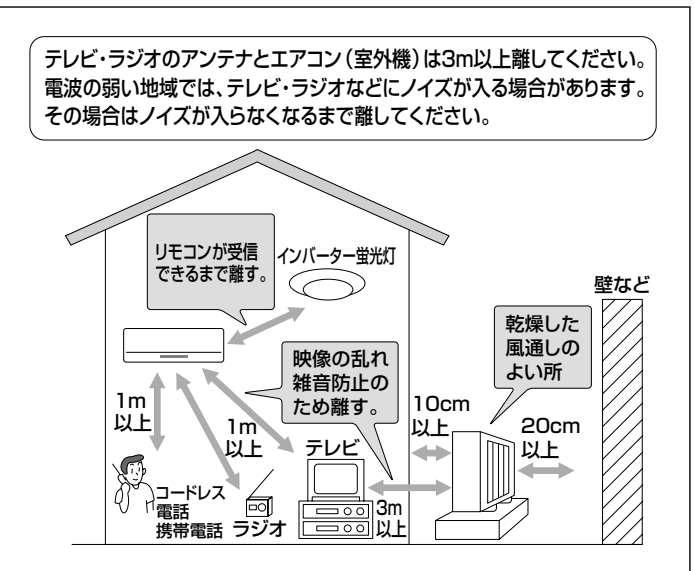 テレビ・ラジオのアンテナとエアコン（室外機）は3m以上離してください。
電波の弱い地域では、テレビ・ラジオなどにノイズが入る場合があります。
その場合はノイズが入らなくなるまで離してください。
リモコンが受信
できるまで離す。
インバーター蛍光灯
壁など
乾燥した
風通しの
よい所
映像の乱れ
雑音防止の
ため離す。
1m
以上
1m
以上
10cm
以上
20cm
以上
テレビ
コードレス
電話
携帯電話
ラジオ
3m
以上